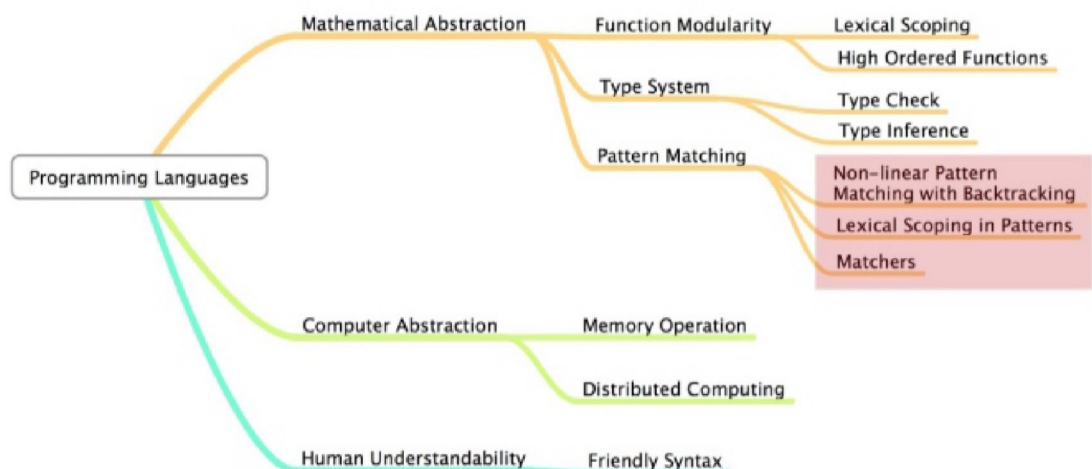 Mathematical Abstraction
Function Modularity
Lexical Scoping
High Ordered Functions
Type System
Type Check
Type Inference
Pattern Matching
Non-linear Pattern
Matching with Backtracking
Lexical Scoping in Patterns
Matchers
Programming Languages
Computer Abstraction
Memory Operation
Distributed Computing
Human Understandability
Friendly Syntax